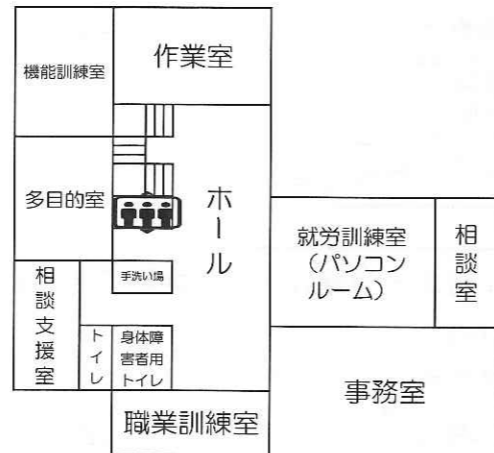 機能訓練室
作業室
多目的室
ホール
手洗い場
就労訓練室
（パソコン
ルーム）
相談室
相談支援室
トイレ
身体障
害者用
トイレ
事務室
職業訓練室